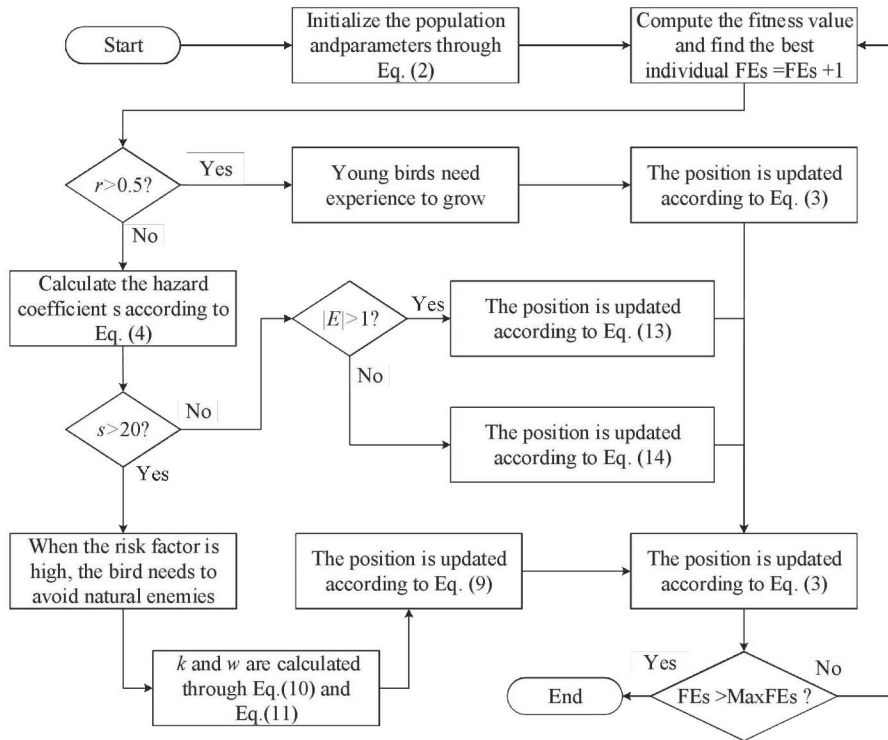 Start
Initialize the population
andparameters through
Eq. (2)
Compute the fitness value
and find the best
individual FEs =FEs +1
r>0.5?
Yes
Young birds need
experience to grow
The position is updated
according to Eq. (3)
No
Calculate the hazard
coefficient s according to
Eq. (4)
|E|>1?
Yes
The position is updated
according to Eq. (13)
No
s>20?
No
The position is updated
according to Eq. (14)
Yes
When the risk factor is
high, the bird needs to
avoid natural enemies
The position is updated
according to Eq. (9)
The position is updated
according to Eq. (3)
k and w are calculated
through Eq.(10) and
Eq.(11)
End
Yes
FEs >MaxFEs ?
No